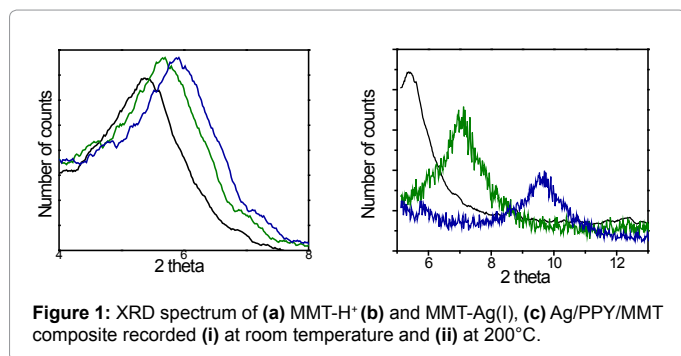 Number of counts
4
6
8
2 theta
Number of counts
6
8
10
12
2 theta
Figure 1: XRD spectrum of (a) MMT-H⁺ (b) and MMT-Ag(I), (c) Ag/PPY/MMT
composite recorded (i) at room temperature and (ii) at 200°C.